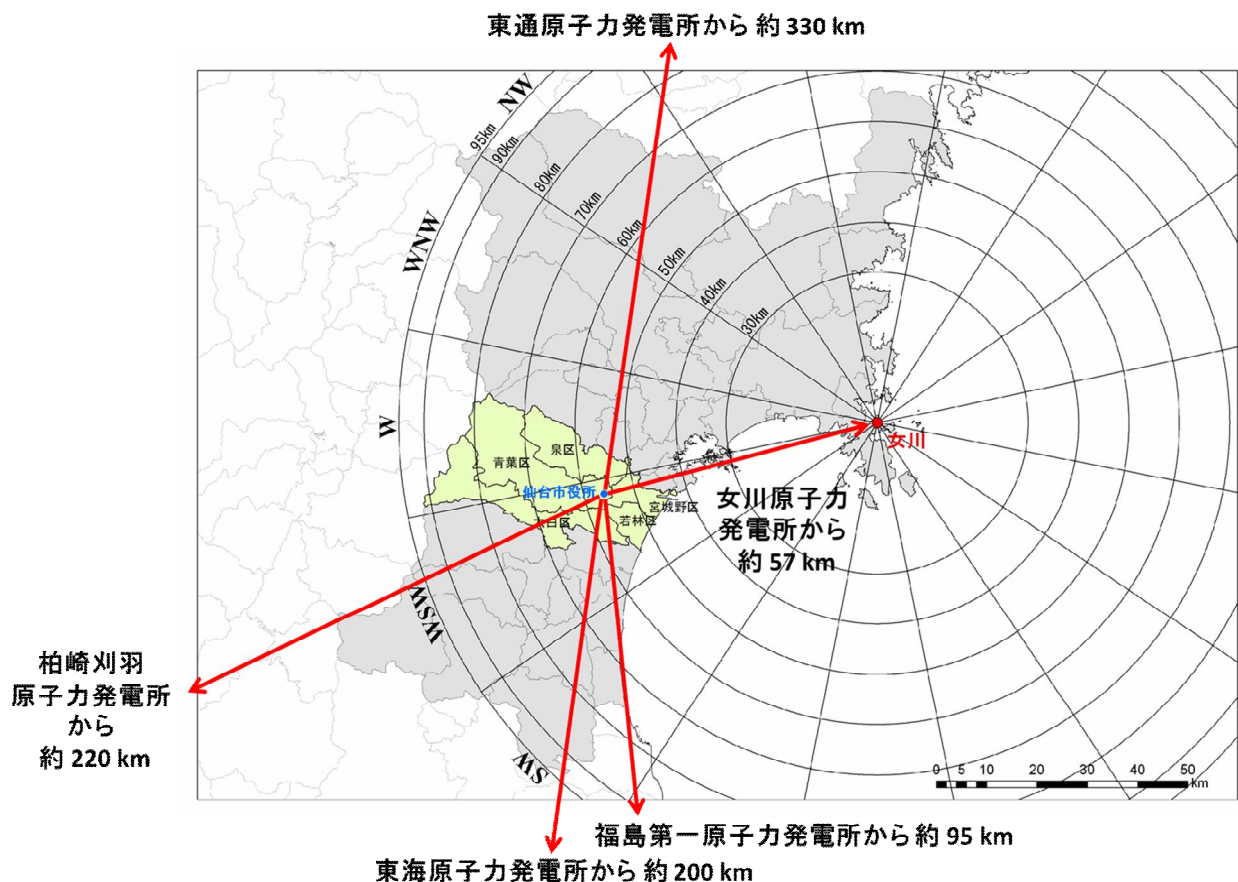 東通原子力発電所から 約 330 km
NW
95km
90km
80km
70km
60km
50km
40km
30km
WNW
W
泉区
青葉区
女川
仙台市役所
宮城野区
若林区
白区
女川原子力
発電所から
約 57 km
WSW
柏崎刈羽
原子力発電所
から
約 220 km
SW
0 5 10 20 30 40 50
km
福島第一原子力発電所から 約 95 km
東海原子力発電所から 約 200 km